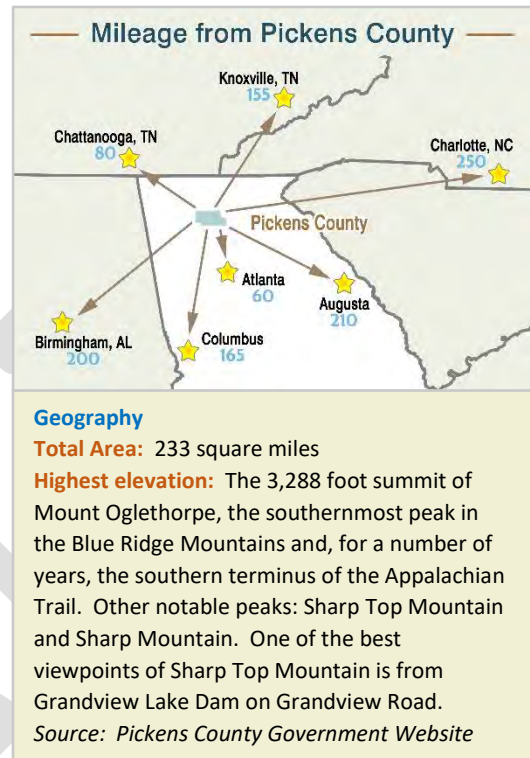 Mileage from Pickens County
Knoxville, TN
155
Chattanooga, TN
80
Charlotte, NC
250
Pickens County
Atlanta
60
Augusta
210
Birmingham, AL
200
Columbus
165
Geography
Total Area: 233 square miles
Highest elevation: The 3,288 foot summit of
Mount Oglethorpe, the southernmost peak in
the Blue Ridge Mountains and, for a number of
years, the southern terminus of the Appalachian
Trail. Other notable peaks: Sharp Top Mountain
and Sharp Mountain. One of the best
viewpoints of Sharp Top Mountain is from
Grandview Lake Dam on Grandview Road.
Source: Pickens County Government Website